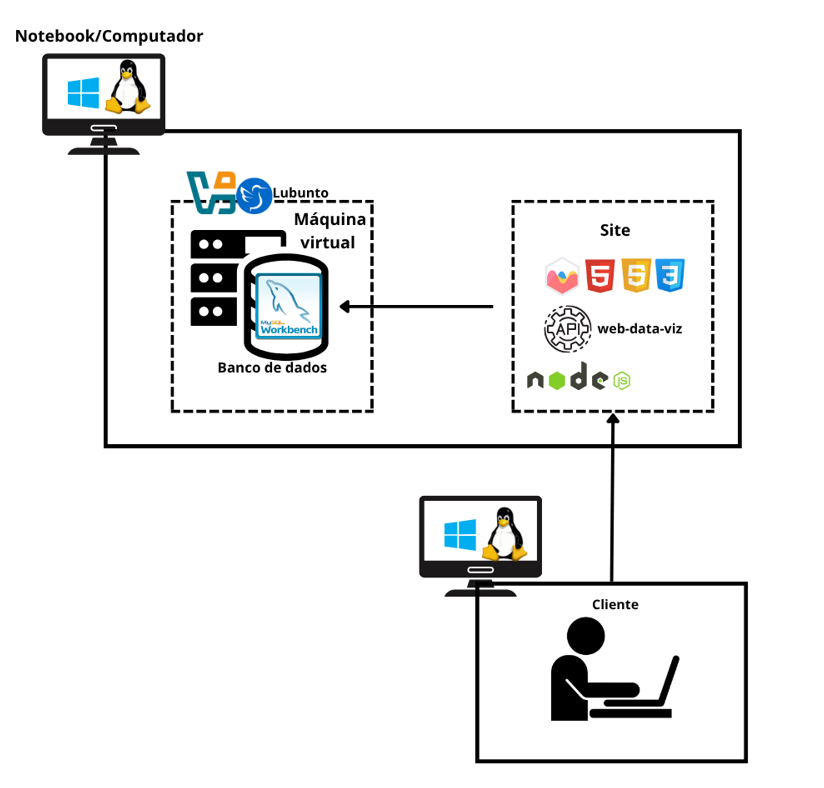 Notebook/Computador
Lubunto
Máquina
virtual
MySQL
Workbench
Banco de dados
Site
5 5 3
API
web-data-viz
node
JS
Cliente